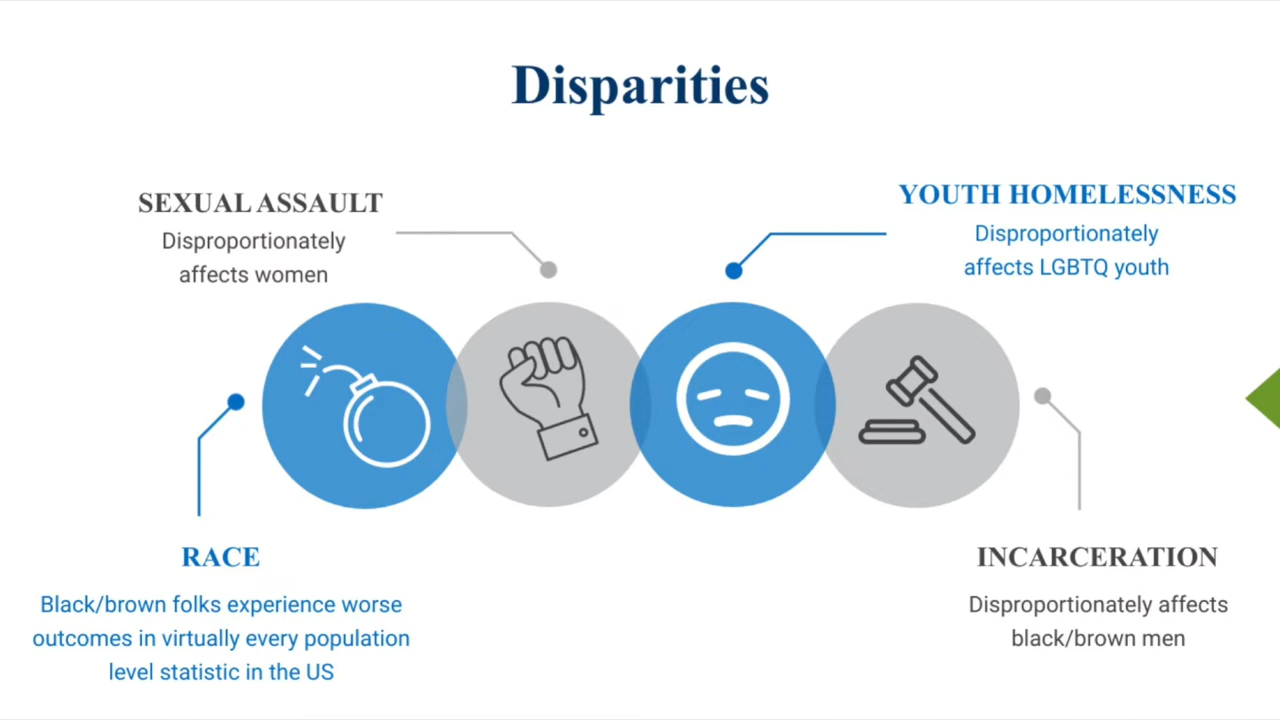 Disparities
SEXUAL ASSAULT
Disproportionately
affects women
YOUTH HOMELESSNESS
Disproportionately
affects LGBTQ youth
RACE
Black/brown folks experience worse
outcomes in virtually every population
level statistic in the US
INCARCERATION
Disproportionately affects
black/brown men